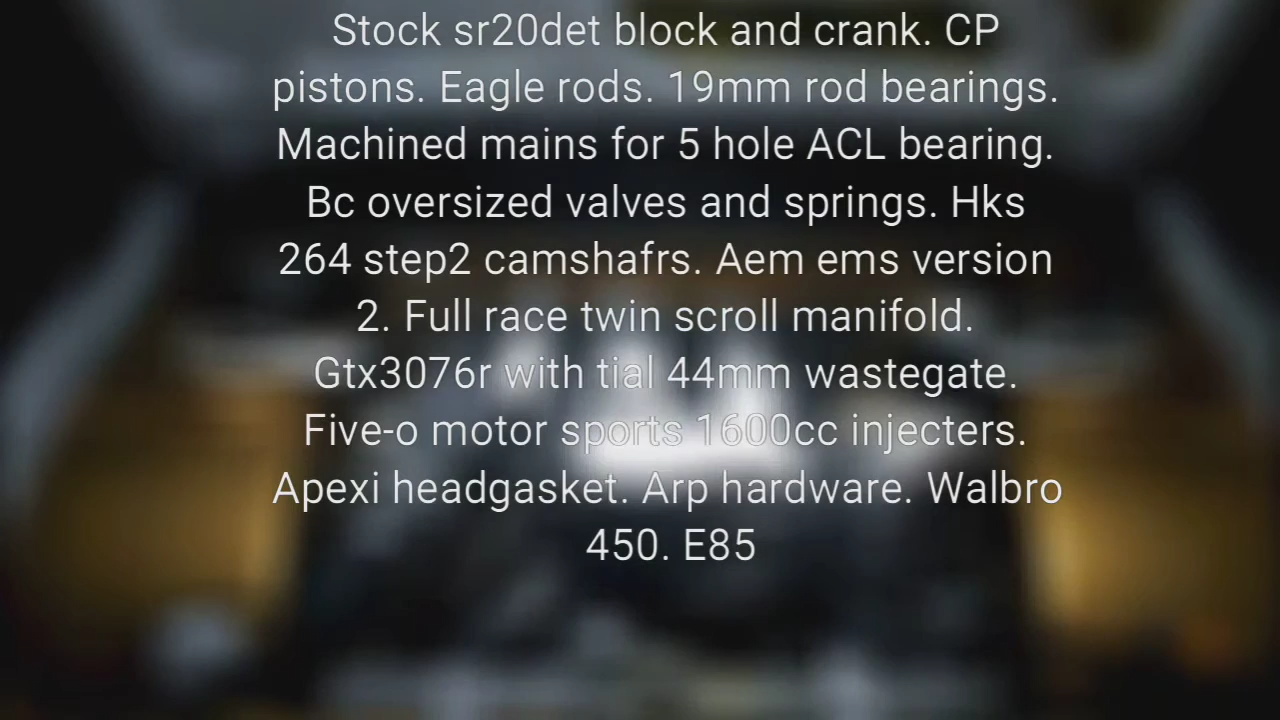 Stock sr20det block and crank. CP
pistons. Eagle rods. 19mm rod bearings.
Machined mains for 5 hole ACL bearing.
Bc oversized valves and springs. Hks
264 step2 camshafrs. Aem ems version
2. Full race twin scroll manifold.
Gtx3076r with tial 44mm wastegate.
Five-o motor sports 1600cc injecters.
Apexi headgasket. Arp hardware. Walbro
450. E85